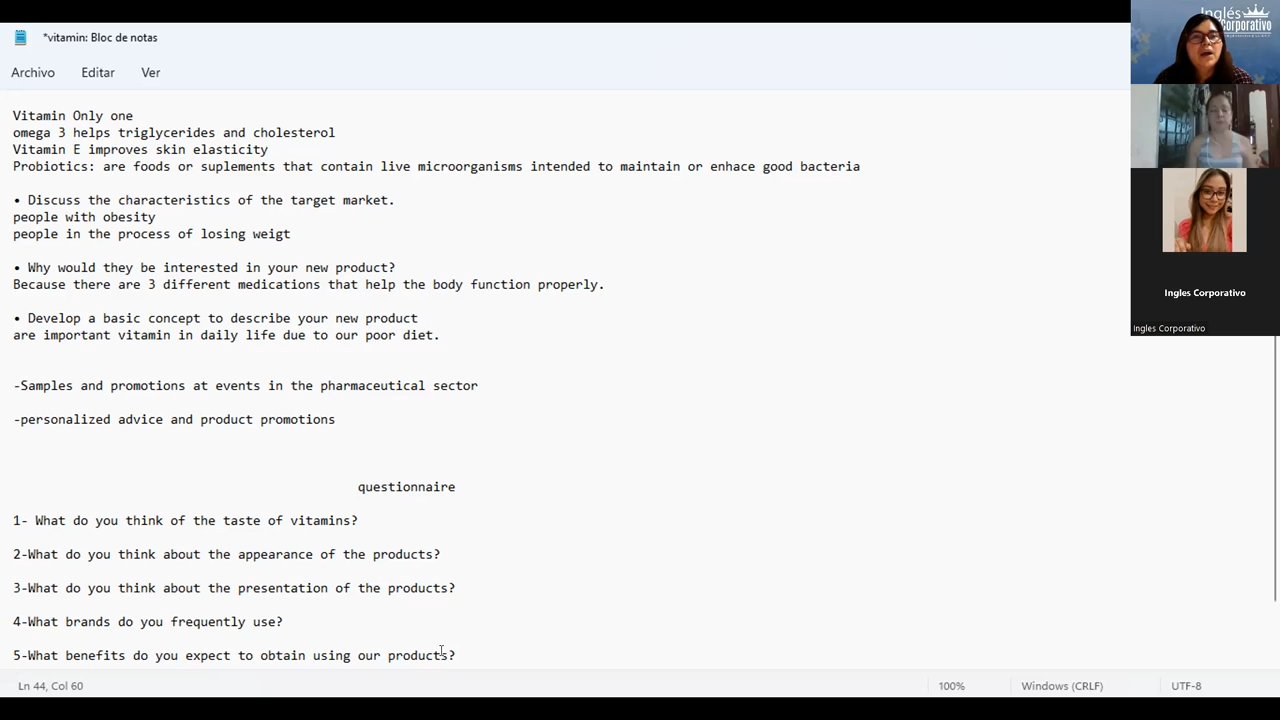 *vitamin: Bloc de notas
Archivo Editar Ver
Vitamin Only one
omega 3 helps triglycerides and cholesterol
Vitamin E improves skin elasticity
Probiotics: are foods or suplements that contain live microorganisms intended to maintain or enhace good bacteria
• Discuss the characteristics of the target market.
people with obesity
people in the process of losing weigt
• Why would they be interested in your new product?
Because there are 3 different medications that help the body function properly.
• Develop a basic concept to describe your new product
are important vitamin in daily life due to our poor diet.
-Samples and promotions at events in the pharmaceutical sector
-personalized advice and product promotions
questionnaire
1- What do you think of the taste of vitamins?
2-What do you think about the appearance of the products?
3-What do you think about the presentation of the products?
4-What brands do you frequently use?
5-What benefits do you expect to obtain using our products?
Ln 44, Col 60
100%
Windows (CRLF)
UTF-8
Inglés
Corporativo
Ingles Corporativo
Ingles Corporativo